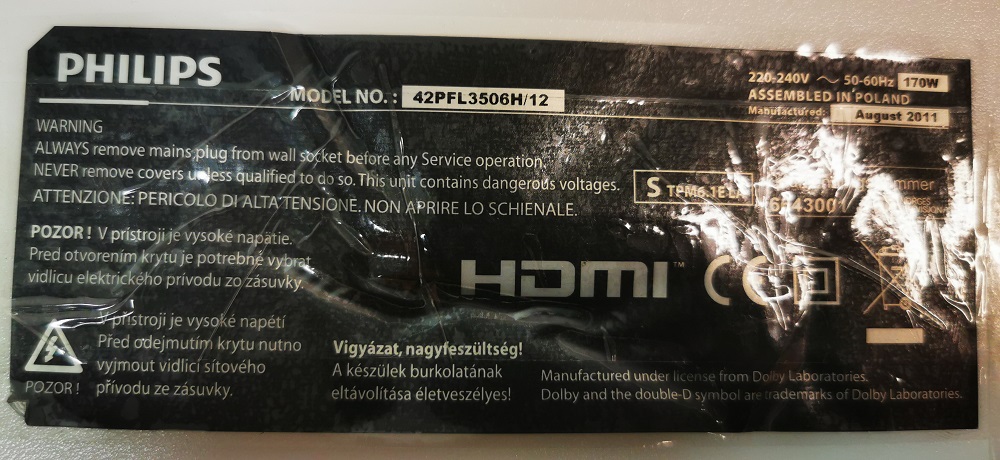 PHILIPS
MODEL NO. : 42PFL3506H/12
220-240V ~ 50-60Hz 170W
ASSEMBLED IN POLAND
Manufactured: August 2011
WARNING
ALWAYS remove mains plug from wall socket before any Service operation,
NEVER remove covers unless qualified to do so. This unit contains dangerous voltages.
ATTENZIONE: PERICOLO DI ALTA TENSIONE. NON APRIRE LO SCHIENALE.
S TPM6.1E LA
POZOR! V prístroji je vysoké napätie.
Pred otvorením krytu je potrebné vybrať
vidlicu elektrického prívodu zo zásuvky.
HDMI™ CE
V přístroji je vysoké napětí
Před odejmutím krytu nutno
vyjmout vidlici síťového
přívodu ze zásuvky.
POZOR!
Vigyázat, nagyfeszültség!
A készülék burkolatának
eltávolítása életveszélyes!
Manufactured under license from Dolby Laboratories.
Dolby and the double-D symbol are trademarks of Dolby Laboratories.